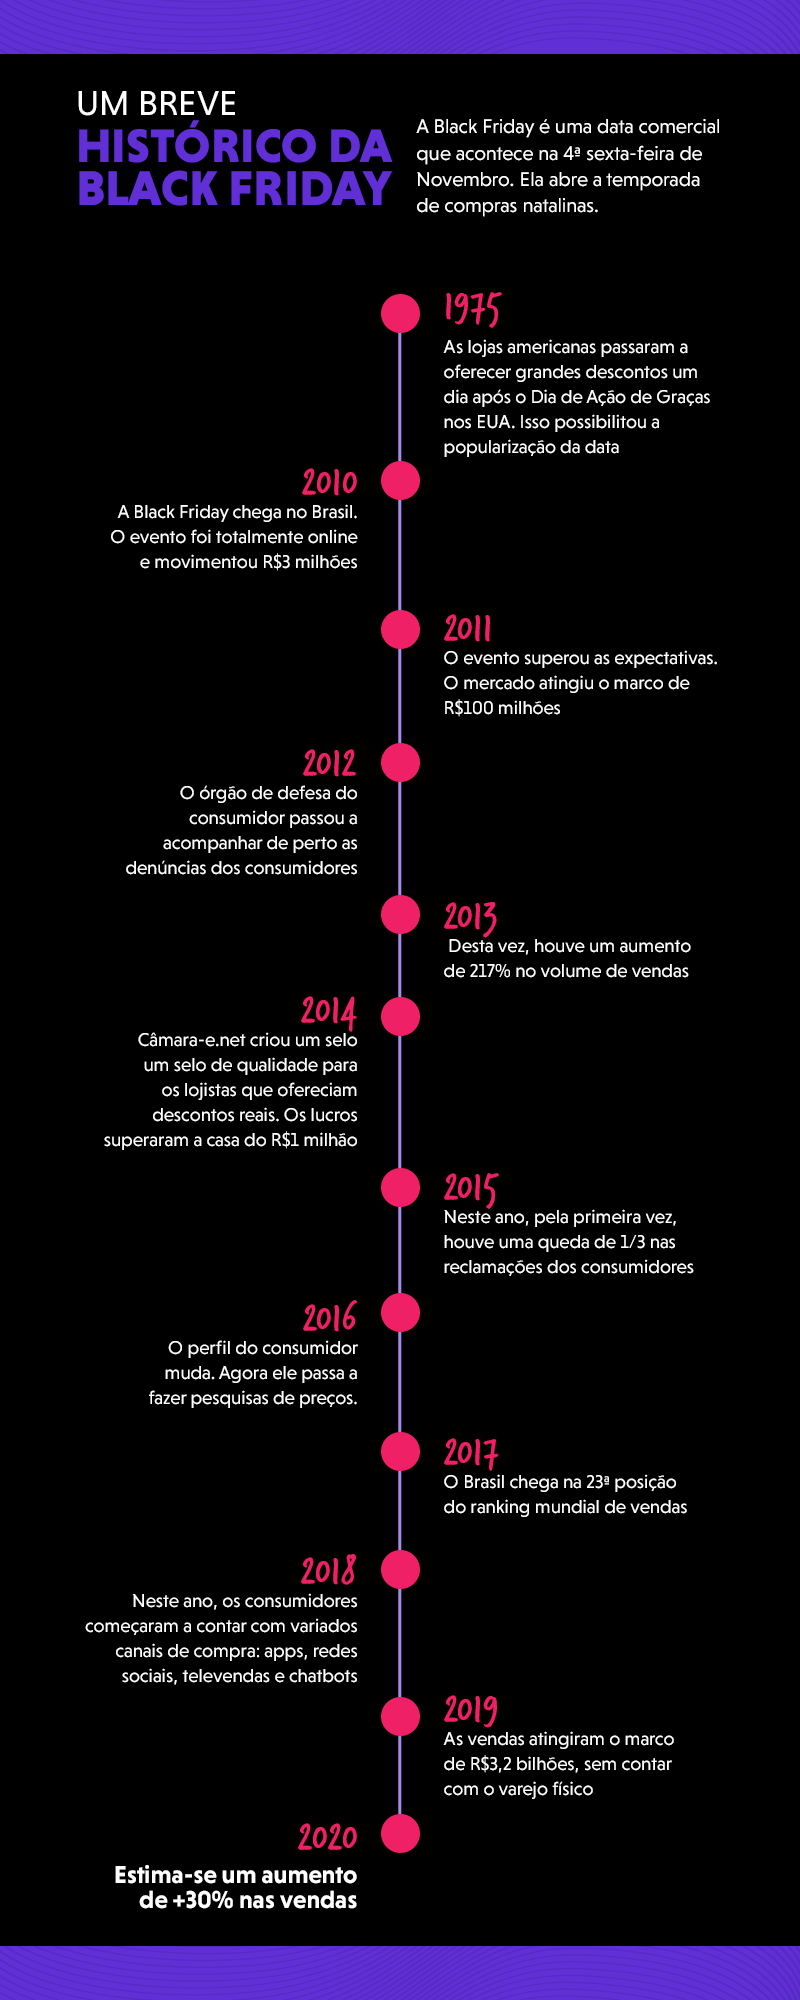 UM BREVE
HISTÓRICO DA
BLACK FRIDAY
A Black Friday é uma data comercial
que acontece na 4ª sexta-feira de
Novembro. Ela abre a temporada
de compras natalinas.
1975
As lojas americanas passaram a
oferecer grandes descontos um
dia após o Dia de Ação de Graças
nos EUA. Isso possibilitou a
popularização da data
2010
A Black Friday chega no Brasil.
O evento foi totalmente online
e movimentou R$3 milhões
2011
O evento superou as expectativas.
O mercado atingiu o marco de
R$100 milhões
2012
O órgão de defesa do
consumidor passou a
acompanhar de perto as
denúncias dos consumidores
2013
Desta vez, houve um aumento
de 217% no volume de vendas
2014
Câmara-e.net criou um selo
um selo de qualidade para
os lojistas que ofereciam
descontos reais. Os lucros
superaram a casa do R$1 milhão
2015
Neste ano, pela primeira vez,
houve uma queda de 1/3 nas
reclamações dos consumidores
2016
O perfil do consumidor
muda. Agora ele passa a
fazer pesquisas de preços.
2017
O Brasil chega na 23ª posição
do ranking mundial de vendas
2018
Neste ano, os consumidores
começaram a contar com variados
canais de compra: apps, redes
sociais, televendas e chatbots
2019
As vendas atingiram o marco
de R$3,2 bilhões, sem contar
com o varejo físico
2020
Estima-se um aumento
de +30% nas vendas